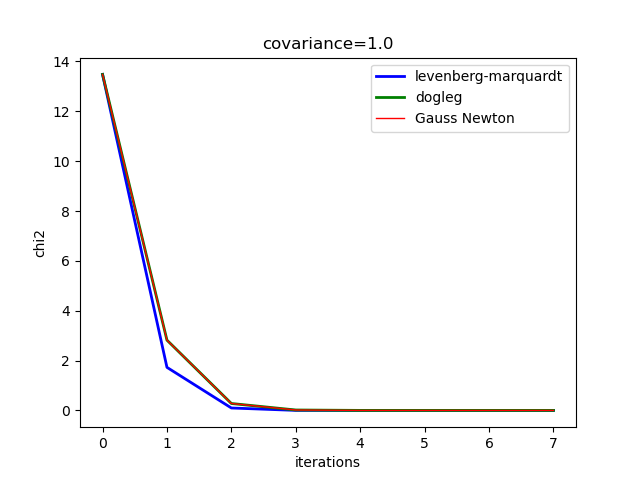 covariance=1.0
levenberg-marquardt
dogleg
Gauss Newton
chi2
14
12
10
8
6
4
2
0
0 1 2 3 4 5 6 7
iterations